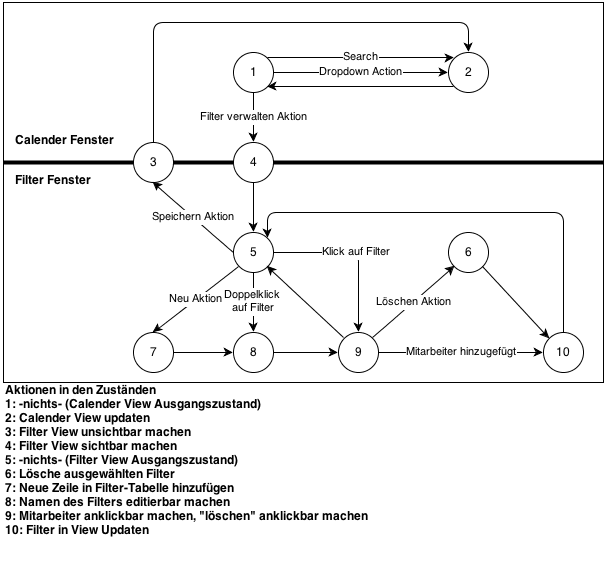 Search
1
2
Dropdown Action
Filter verwalten Aktion
Calender Fenster
3
4
Filter Fenster
Speichern Aktion
5
Klick auf Filter
6
Neu Aktion
Doppelklick
auf Filter
Löschen Aktion
7
8
9
Mitarbeiter hinzugefügt
10
Aktionen in den Zuständen
1: -nichts- (Calender View Ausgangszustand)
2: Calender View updaten
3: Filter View unsichtbar machen
4: Filter View sichtbar machen
5: -nichts- (Filter View Ausgangszustand)
6: Lösche ausgewählten Filter
7: Neue Zeile in Filter-Tabelle hinzufügen
8: Namen des Filters editierbar machen
9: Mitarbeiter anklickbar machen, "löschen" anklickbar machen
10: Filter in View Updaten